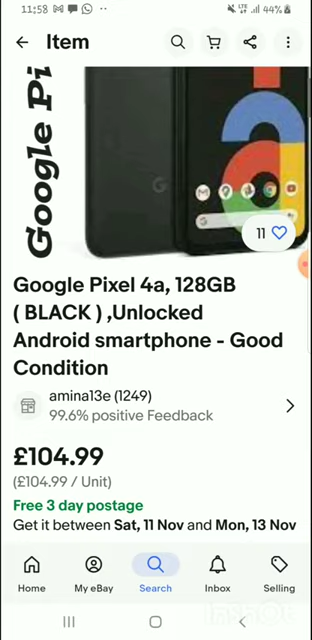 11:58
LTE
44%
Item
Google Pi
11
Google Pixel 4a, 128GB
( BLACK ) ,Unlocked
Android smartphone - Good
Condition
amina13e (1249)
99.6% positive Feedback
£104.99
(£104.99 / Unit)
Free 3 day postage
Get it between Sat, 11 Nov and Mon, 13 Nov
Home
My eBay
Search
Inbox
Selling